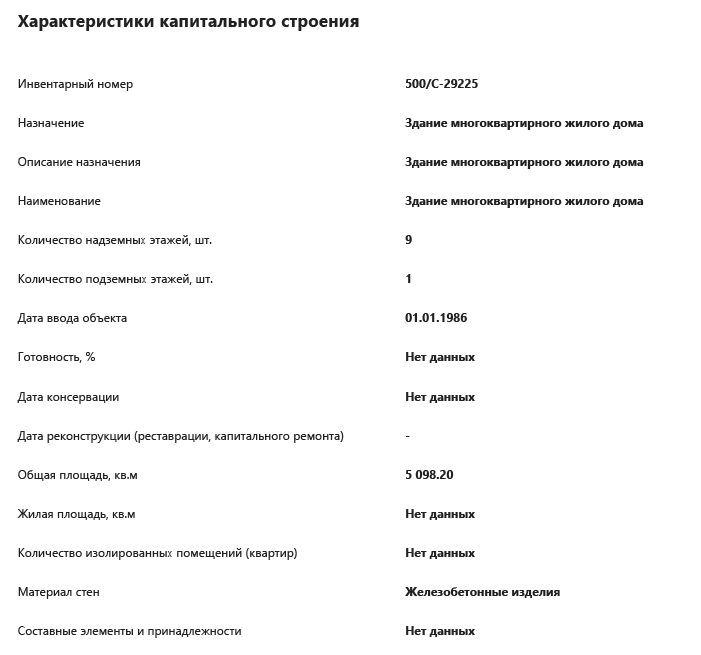 Характеристики капитального строения
Инвентарный номер 500/C-29225
Назначение Здание многоквартирного жилого дома
Описание назначения Здание многоквартирного жилого дома
Наименование Здание многоквартирного жилого дома
Количество надземных этажей, шт. 9
Количество подземных этажей, шт. 1
Дата ввода объекта 01.01.1986
Готовность, % Нет данных
Дата консервации Нет данных
Дата реконструкции (реставрации, капитального ремонта) -
Общая площадь, кв.м 5 098.20
Жилая площадь, кв.м Нет данных
Количество изолированных помещений (квартир) Нет данных
Материал стен Железобетонные изделия
Составные элементы и принадлежности Нет данных